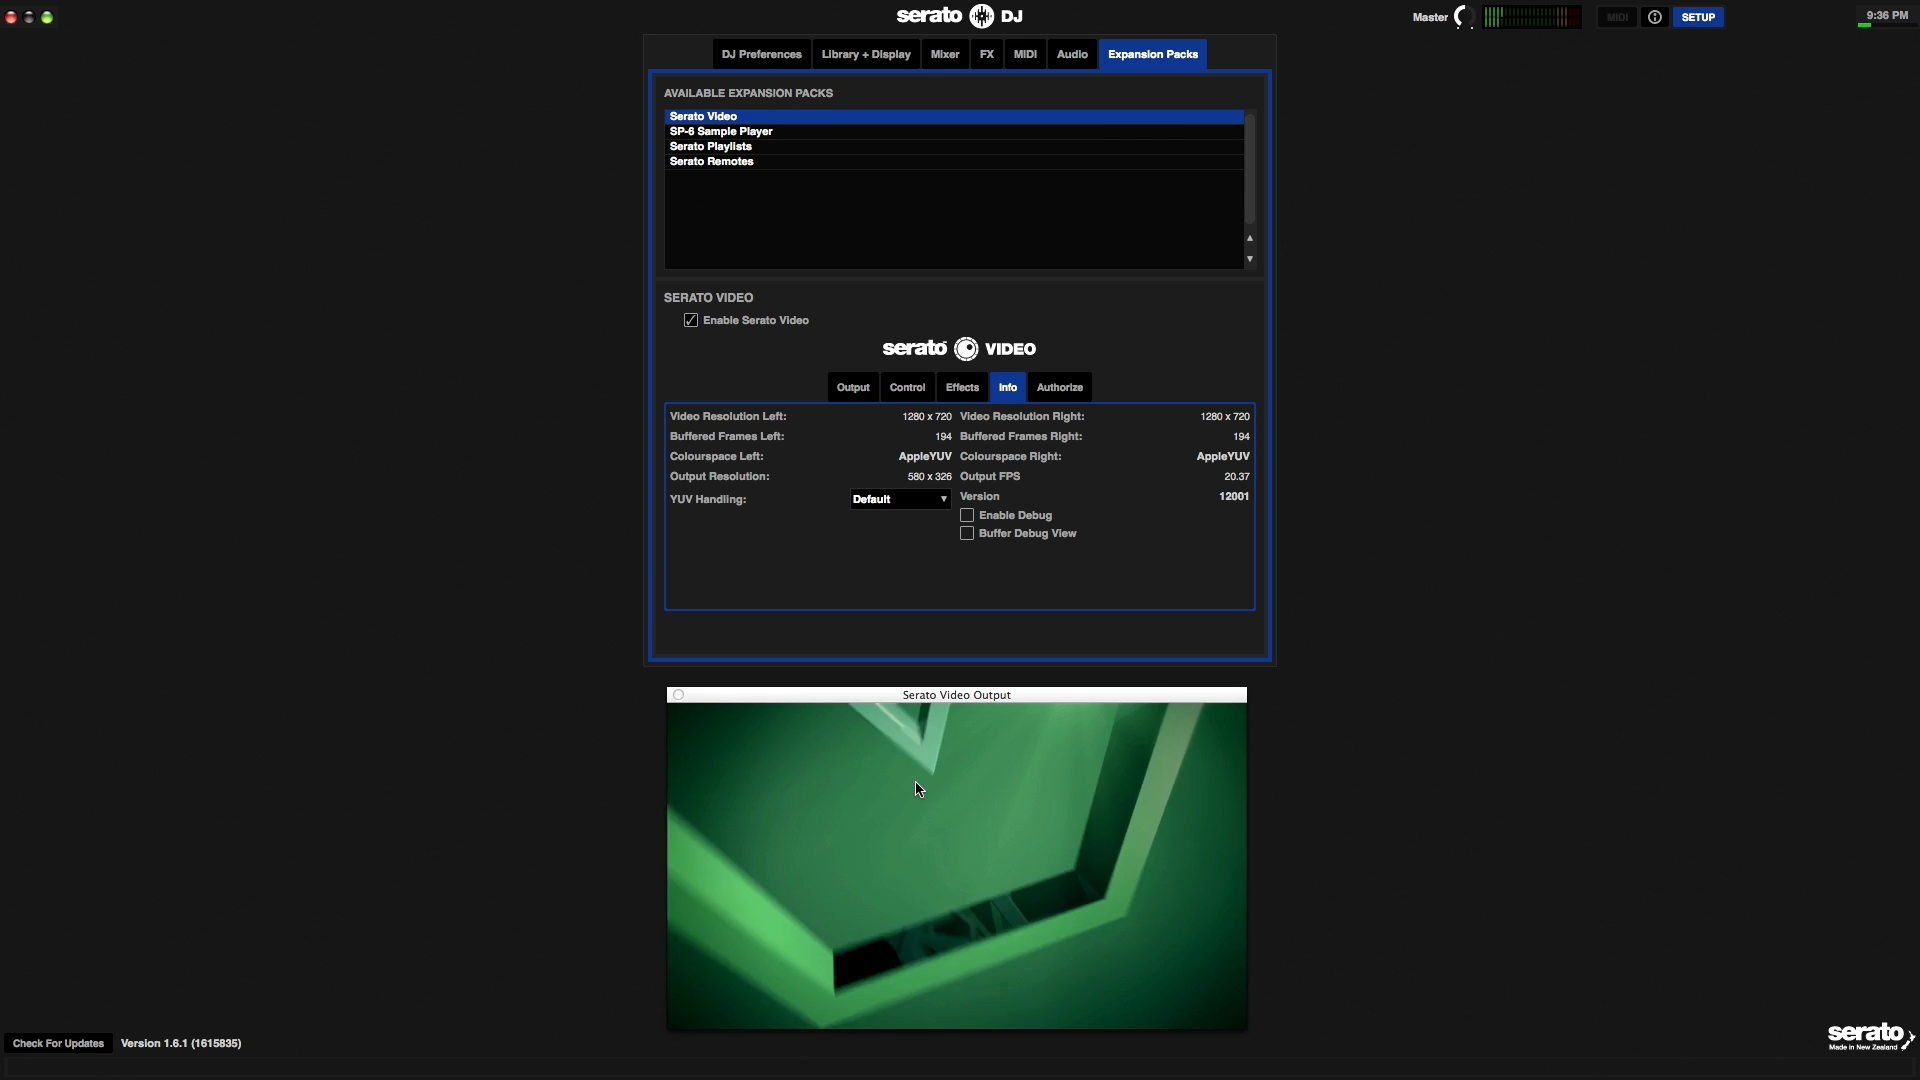 serato DJ
Master
MIDI
SETUP
9:36 PM
DJ Preferences
Library + Display
Mixer
FX
MIDI
Audio
Expansion Packs
AVAILABLE EXPANSION PACKS
Serato Video
SP-6 Sample Player
Serato Playlists
Serato Remotes
SERATO VIDEO
Enable Serato Video
serato VIDEO
Output
Control
Effects
Info
Authorize
Video Resolution Left: 1280 x 720 Video Resolution Right: 1280 x 720
Buffered Frames Left: 194 Buffered Frames Right: 194
Colourspace Left: AppleYUV Colourspace Right: AppleYUV
Output Resolution: 580 x 326 Output FPS 20.37
YUV Handling: Default Version 12001
Enable Debug
Buffer Debug View
Serato Video Output
Check For Updates
Version 1.6.1 (1615835)
serato
Made in New Zealand